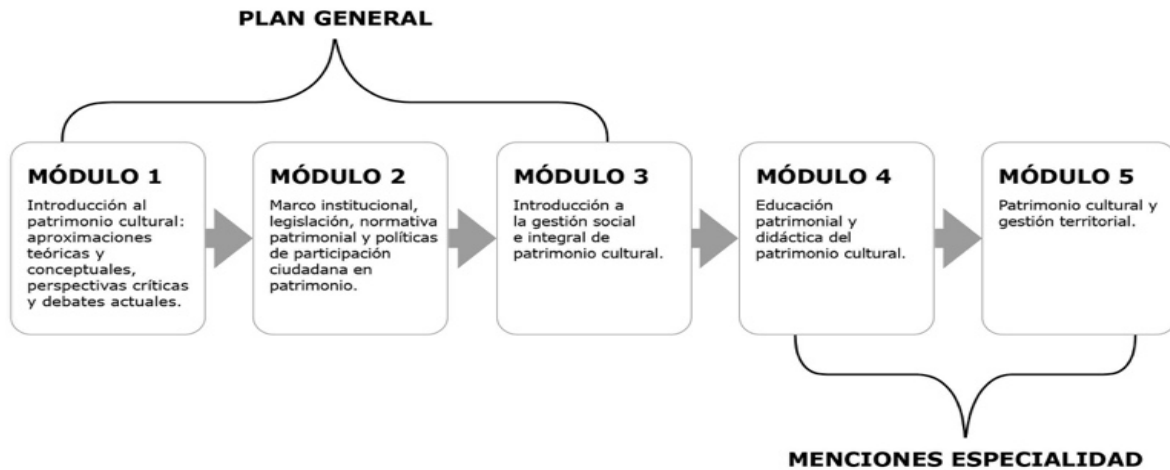 PLAN GENERAL
MÓDULO 1
Introducción al
patrimonio cultural:
aproximaciones
teóricas y
conceptuales,
perspectivas críticas
y debates actuales.
MÓDULO 2
Marco institucional,
legislación, normativa
patrimonial y políticas
de participación
ciudadana en
patrimonio.
MÓDULO 3
Introducción a
la gestión social
e integral de
patrimonio cultural.
MÓDULO 4
Educación
patrimonial y
didáctica del
patrimonio cultural.
MÓDULO 5
Patrimonio cultural y
gestión territorial.
MENCIONES ESPECIALIDAD